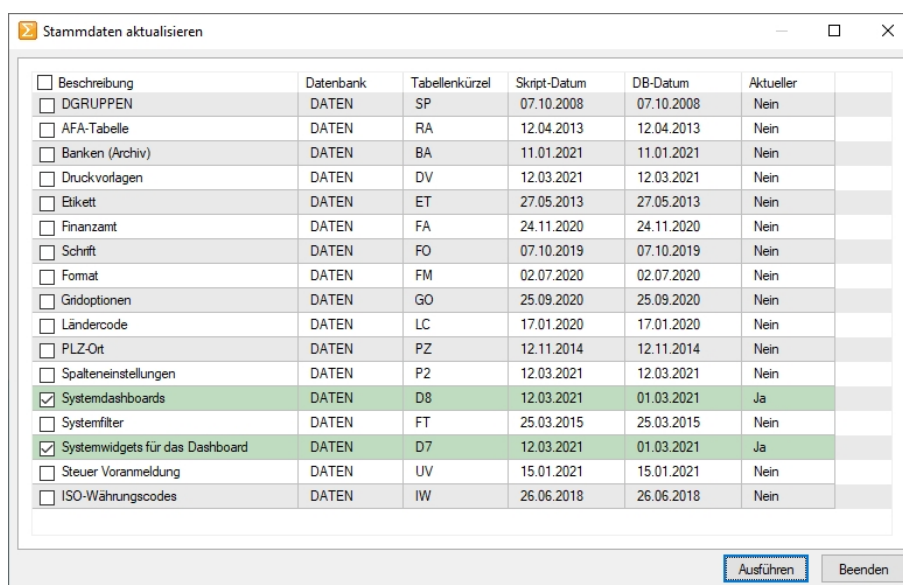 Stammdaten aktualisieren
Beschreibung Datenbank Tabellenkürzel Skript-Datum DB-Datum Aktueller
DGRUPPEN DATEN SP 07.10.2008 07.10.2008 Nein
AFA-Tabelle DATEN RA 12.04.2013 12.04.2013 Nein
Banken (Archiv) DATEN BA 11.01.2021 11.01.2021 Nein
Druckvorlagen DATEN DV 12.03.2021 12.03.2021 Nein
Etikett DATEN ET 27.05.2013 27.05.2013 Nein
Finanzamt DATEN FA 24.11.2020 24.11.2020 Nein
Schrift DATEN FO 07.10.2019 07.10.2019 Nein
Format DATEN FM 02.07.2020 02.07.2020 Nein
Gridoptionen DATEN GO 25.09.2020 25.09.2020 Nein
Ländercode DATEN LC 17.01.2020 17.01.2020 Nein
PLZ-Ort DATEN PZ 12.11.2014 12.11.2014 Nein
Spalteneinstellungen DATEN P2 12.03.2021 12.03.2021 Nein
Systemdashboards DATEN D8 12.03.2021 01.03.2021 Ja
Systemfilter DATEN FT 25.03.2015 25.03.2015 Nein
Systemwidgets für das Dashboard DATEN D7 12.03.2021 01.03.2021 Ja
Steuer Voranmeldung DATEN UV 15.01.2021 15.01.2021 Nein
ISO-Währungscodes DATEN IW 26.06.2018 26.06.2018 Nein
Ausführen Beenden